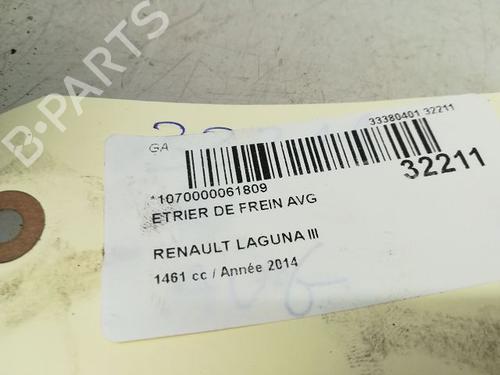 B-PARTS
GA
33380401 32211
32211
*1070000061809
ETRIER DE FREIN AVG
RENAULT LAGUNA III
1461 cc / Année 2014